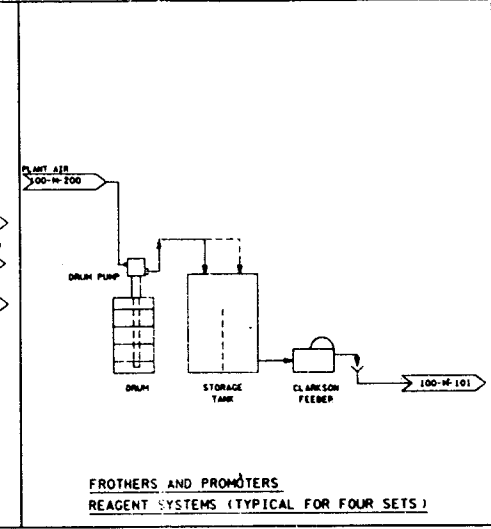 PLANT AIR
100-M-200
DRUM PUMP
DRUM
STORAGE
TANK
CLARKSON
FEEDER
100-M-101
FROTHERS AND PROMOTERS
REAGENT SYSTEMS (TYPICAL FOR FOUR SETS)